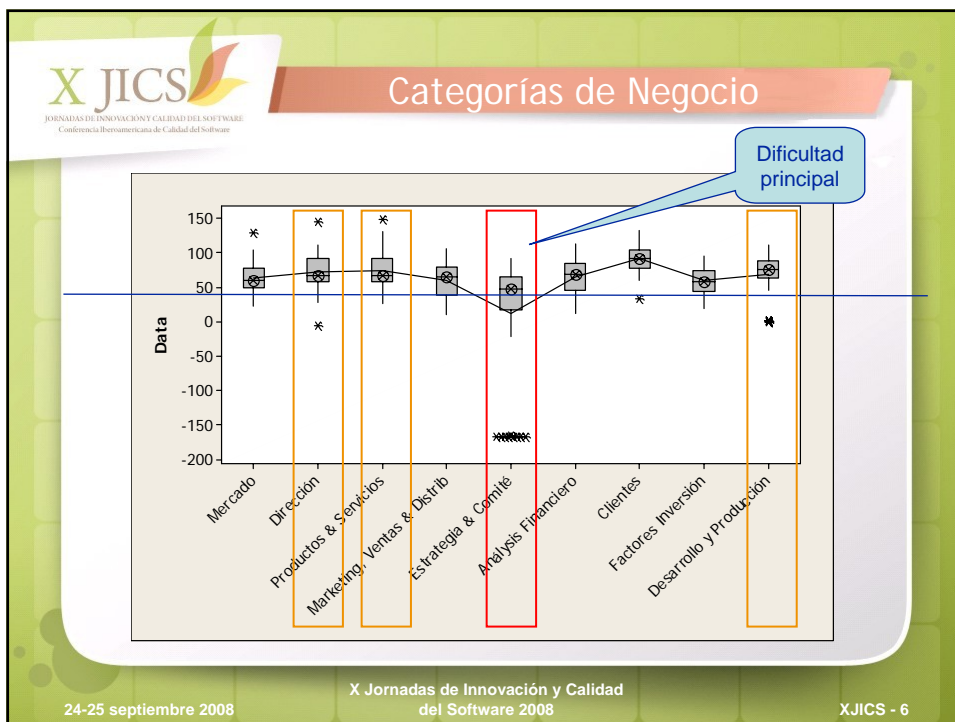 X JICS
JORNADAS DE INNOVACIÓN Y CALIDAD DEL SOFTWARE
Conferencia Iberoamericana de Calidad del Software
Categorías de Negocio
Dificultad
principal
150
100
50
0
-50
-100
-150
-200
Data
Mercado
Dirección
Productos & Servicios
Marketing, Ventas & Distrib
Estrategia & Comité
Análisis Financiero
Clientes
Factores Inversión
Desarrollo y Producción
24-25 septiembre 2008
X Jornadas de Innovación y Calidad
del Software 2008
XJICS - 6